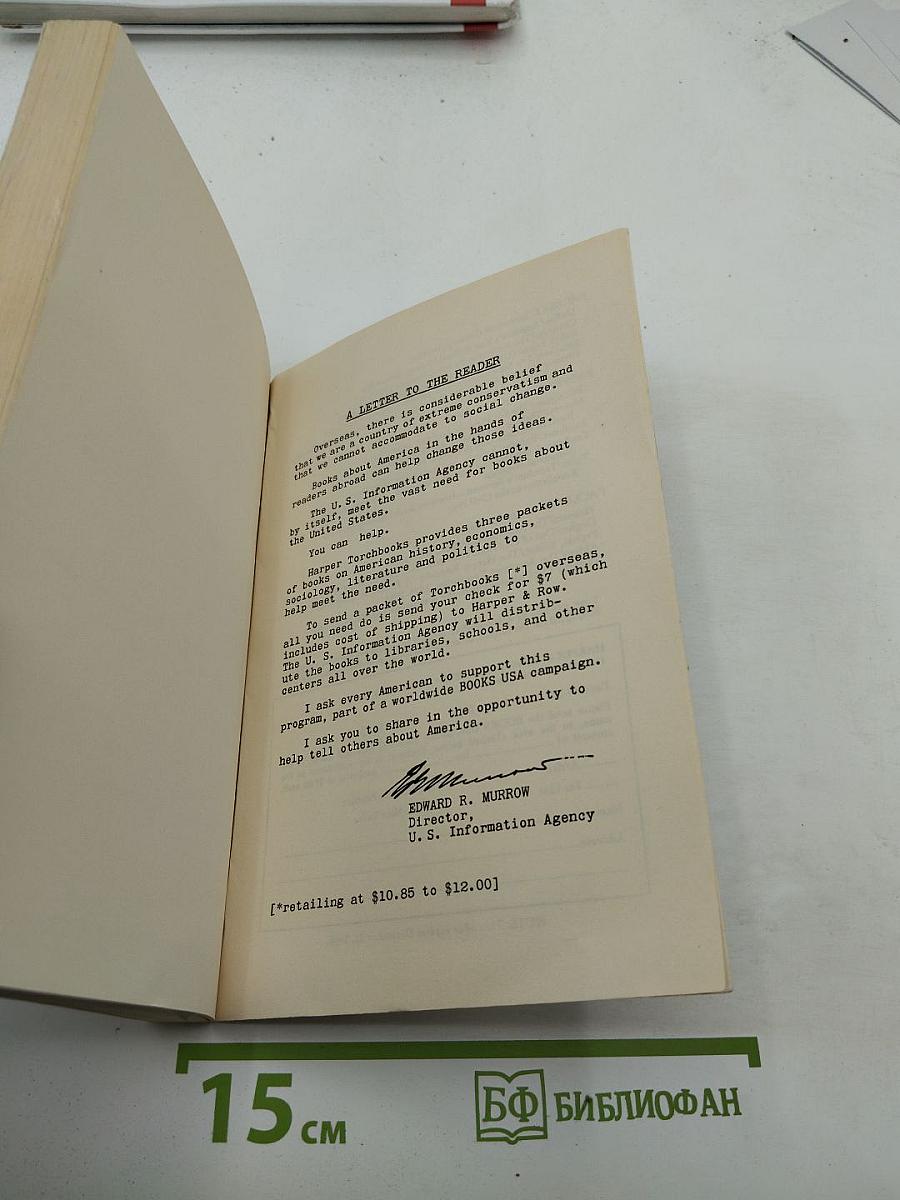 A LETTER TO THE READER
Overseas, there is considerable belief
that we are a country of extreme conservatism and
that we cannot accommodate to social change.
Books about America in the hands of
readers abroad can help change those ideas.
The U. S. Information Agency cannot,
by itself, meet the vast need for books about
the United States.
You can help.
Harper Torchbooks provides three packets
of books on American history, economics,
sociology, literature and politics to
help meet the need.
To send a packet of Torchbooks [*] overseas,
all you need do is send your check for $7 (which
includes cost of shipping) to Harper & Row.
The U. S. Information Agency will distrib-
ute the books to libraries, schools, and other
centers all over the world.
I ask every American to support this
program, part of a worldwide BOOKS USA campaign.
I ask you to share in the opportunity to
help tell others about America.
EDWARD R. MURROW
Director,
U. S. Information Agency
[*retailing at $10.85 to $12.00]
15 см
БФ БИБЛИОФАН